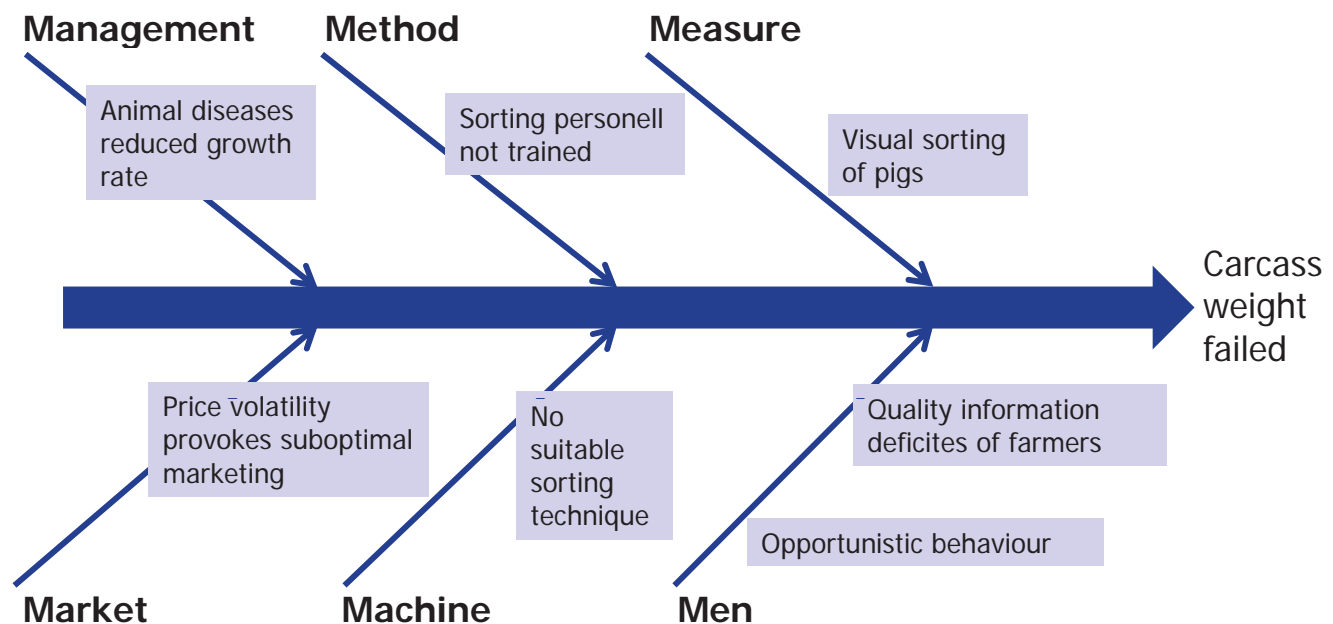 Management
Method
Measure
Animal diseases
reduced growth
rate
Sorting personell
not trained
Visual sorting
of pigs
Carcass
weight
failed
Price volatility
provokes suboptimal
marketing
No
suitable
sorting
technique
Quality information
deficites of farmers
Opportunistic behaviour
Market
Machine
Men